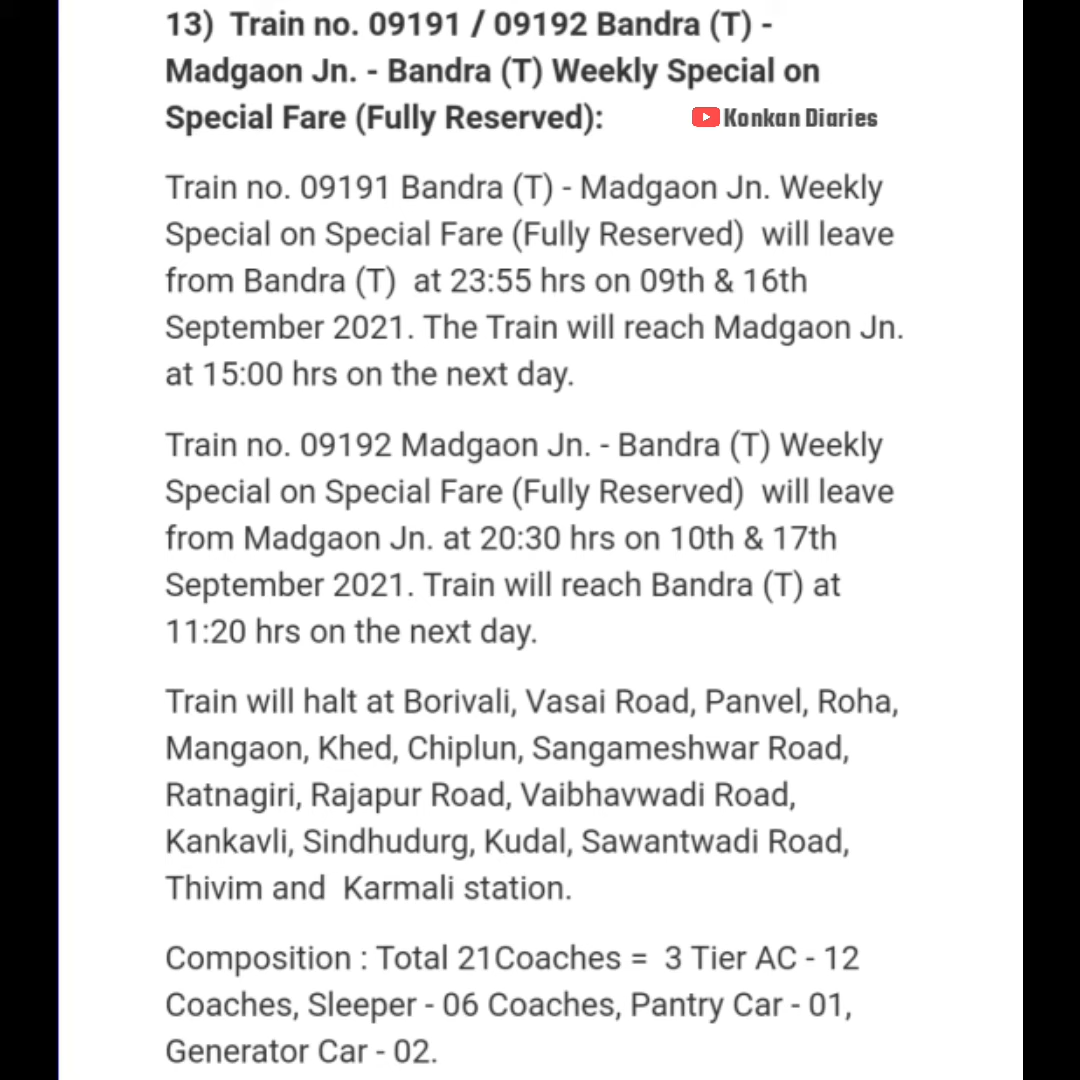 13) Train no. 09191 / 09192 Bandra (T) -
Madgaon Jn. - Bandra (T) Weekly Special on
Special Fare (Fully Reserved):
Konkan Diaries
Train no. 09191 Bandra (T) - Madgaon Jn. Weekly
Special on Special Fare (Fully Reserved) will leave
from Bandra (T) at 23:55 hrs on 09th & 16th
September 2021. The Train will reach Madgaon Jn.
at 15:00 hrs on the next day.
Train no. 09192 Madgaon Jn. - Bandra (T) Weekly
Special on Special Fare (Fully Reserved) will leave
from Madgaon Jn. at 20:30 hrs on 10th & 17th
September 2021. Train will reach Bandra (T) at
11:20 hrs on the next day.
Train will halt at Borivali, Vasai Road, Panvel, Roha,
Mangaon, Khed, Chiplun, Sangameshwar Road,
Ratnagiri, Rajapur Road, Vaibhavwadi Road,
Kankavli, Sindhudurg, Kudal, Sawantwadi Road,
Thivim and Karmali station.
Composition : Total 21Coaches = 3 Tier AC - 12
Coaches, Sleeper - 06 Coaches, Pantry Car - 01,
Generator Car - 02.